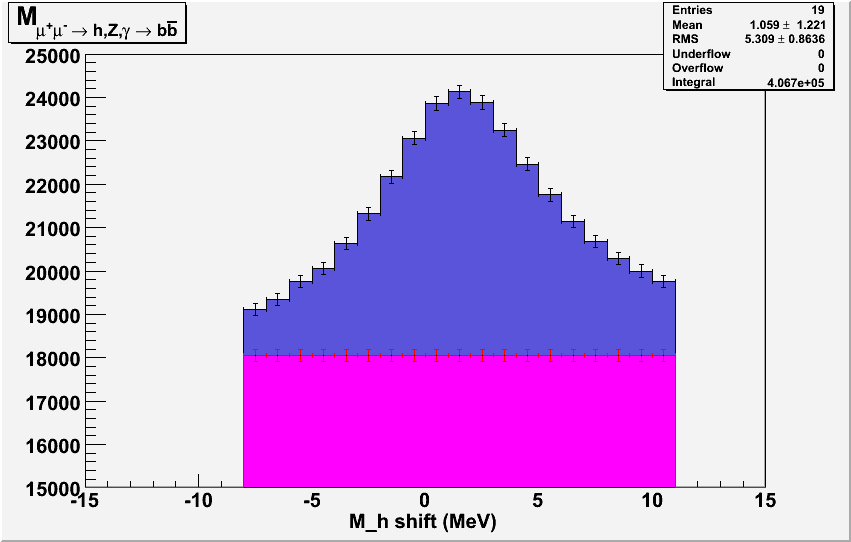 M μ⁺μ⁻ → h,Z,γ → bb̅
Entries 19
Mean 1.059 ± 1.221
RMS 5.309 ± 0.8636
Underflow 0
Overflow 0
Integral 4.067e+05
25000
24000
23000
22000
21000
20000
19000
18000
17000
16000
15000
-15 -10 -5 0 5 10 15
M_h shift (MeV)